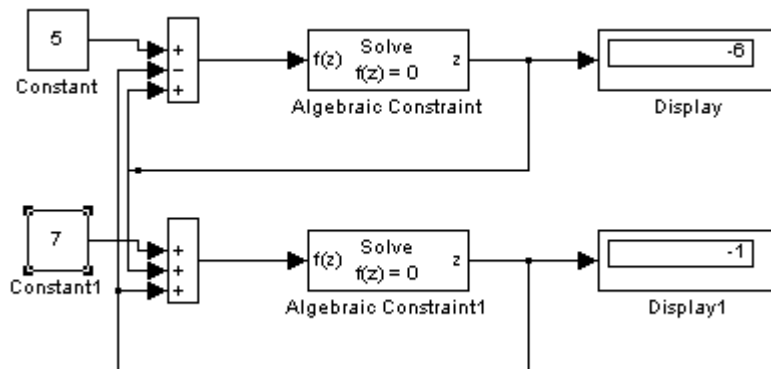 5
Constant
+
−
+
f(z)
Solve
f(z) = 0
z
Algebraic Constraint
-6
Display
7
Constant1
+
+
+
f(z)
Solve
f(z) = 0
z
Algebraic Constraint1
-1
Display1